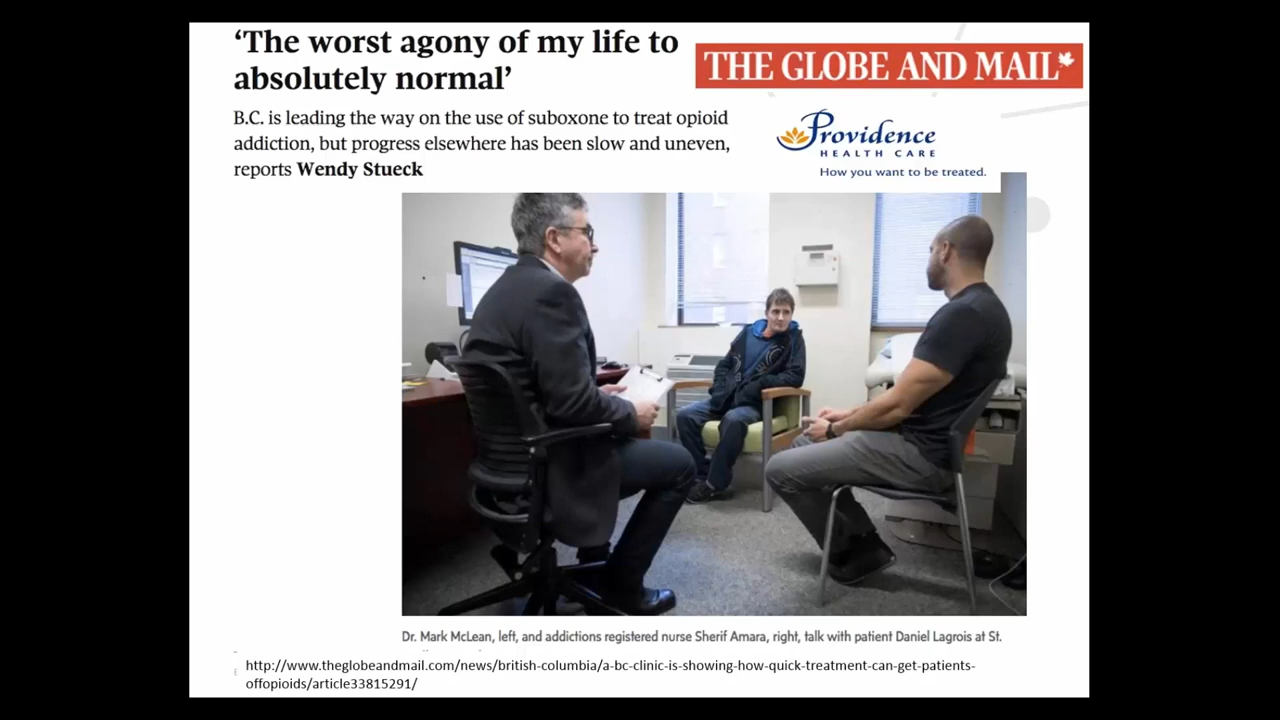 ‘The worst agony of my life to
absolutely normal’
THE GLOBE AND MAIL
B.C. is leading the way on the use of suboxone to treat opioid
addiction, but progress elsewhere has been slow and uneven,
reports Wendy Stueck
Providence
HEALTH CARE
How you want to be treated.
Dr. Mark McLean, left, and addictions registered nurse Sherif Amara, right, talk with patient Daniel Lagrois at St.
http://www.theglobeandmail.com/news/british-columbia/a-bc-clinic-is-showing-how-quick-treatment-can-get-patients-
offopioids/article33815291/